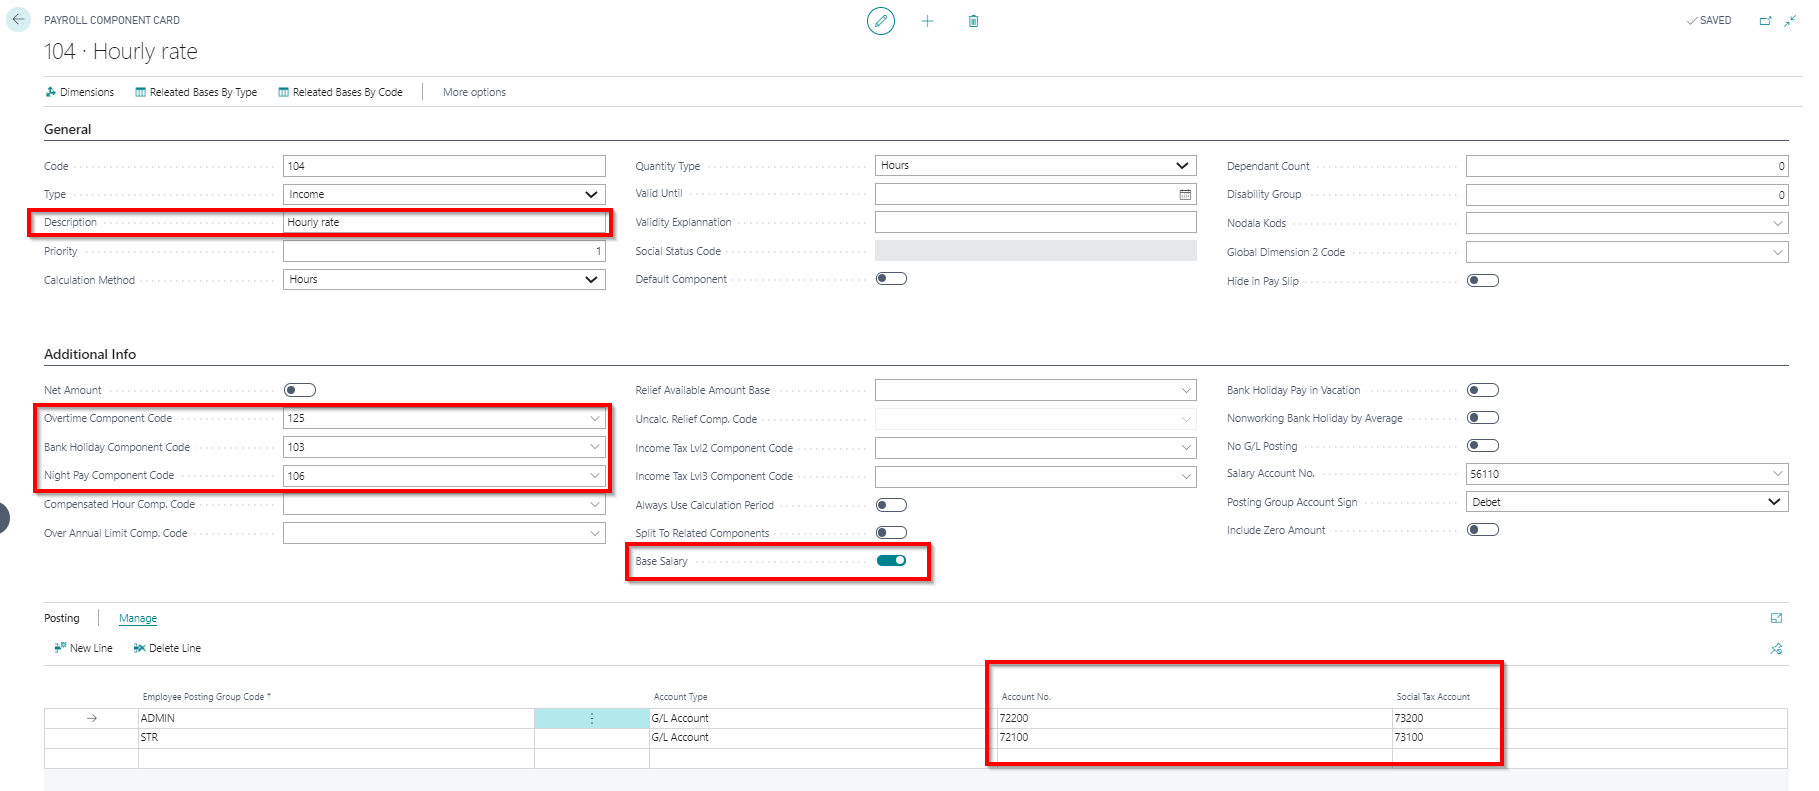 PAYROLL COMPONENT CARD
SAVED
104 · Hourly rate
Dimensions
Releated Bases By Type
Releated Bases By Code
More options
General
Code 104
Type Income
Description Hourly rate
Priority 1
Calculation Method Hours
Quantity Type Hours
Valid Until
Validity Explannation
Social Status Code
Default Component
Dependant Count 0
Disability Group 0
Nodala Kods
Global Dimension 2 Code
Hide in Pay Slip
Additional Info
Net Amount
Overtime Component Code 125
Bank Holiday Component Code 103
Night Pay Component Code 106
Compensated Hour Comp. Code
Over Annual Limit Comp. Code
Relief Available Amount Base
Uncalc. Relief Comp. Code
Income Tax Lvl2 Component Code
Income Tax Lvl3 Component Code
Always Use Calculation Period
Split To Related Components
Base Salary
Bank Holiday Pay in Vacation
Nonworking Bank Holiday by Average
No G/L Posting
Salary Account No. 56110
Posting Group Account Sign Debet
Include Zero Amount
Posting
Manage
New Line
Delete Line
Employee Posting Group Code * Account Type Account No. Social Tax Account
ADMIN G/L Account 72200 73200
STR G/L Account 72100 73100